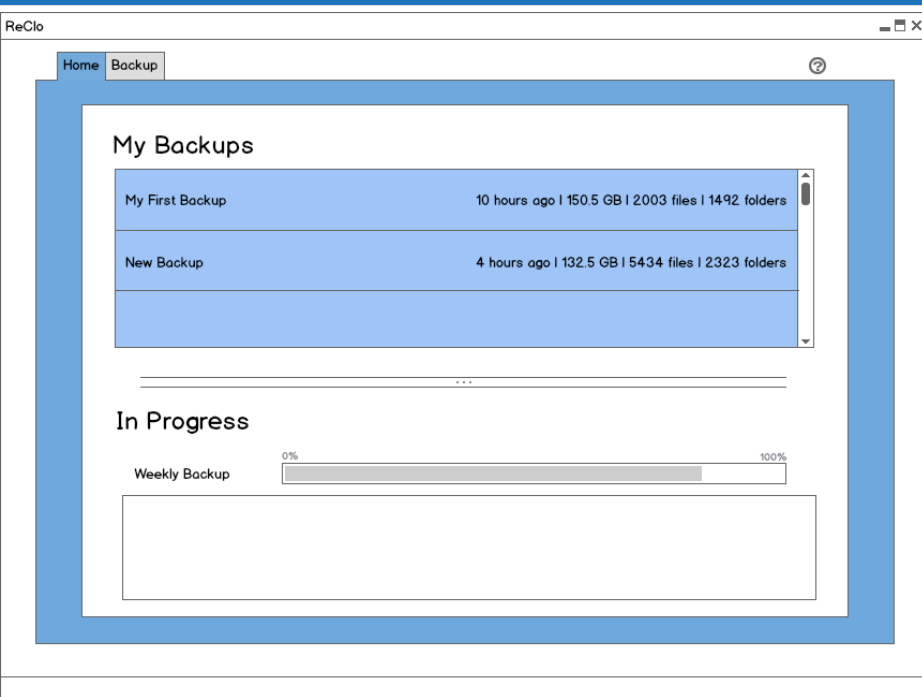 ReClo
Home Backup
My Backups
My First Backup 10 hours ago | 150.5 GB | 2003 files | 1492 folders
New Backup 4 hours ago | 132.5 GB | 5434 files | 2323 folders
...
In Progress
0% 100%
Weekly Backup